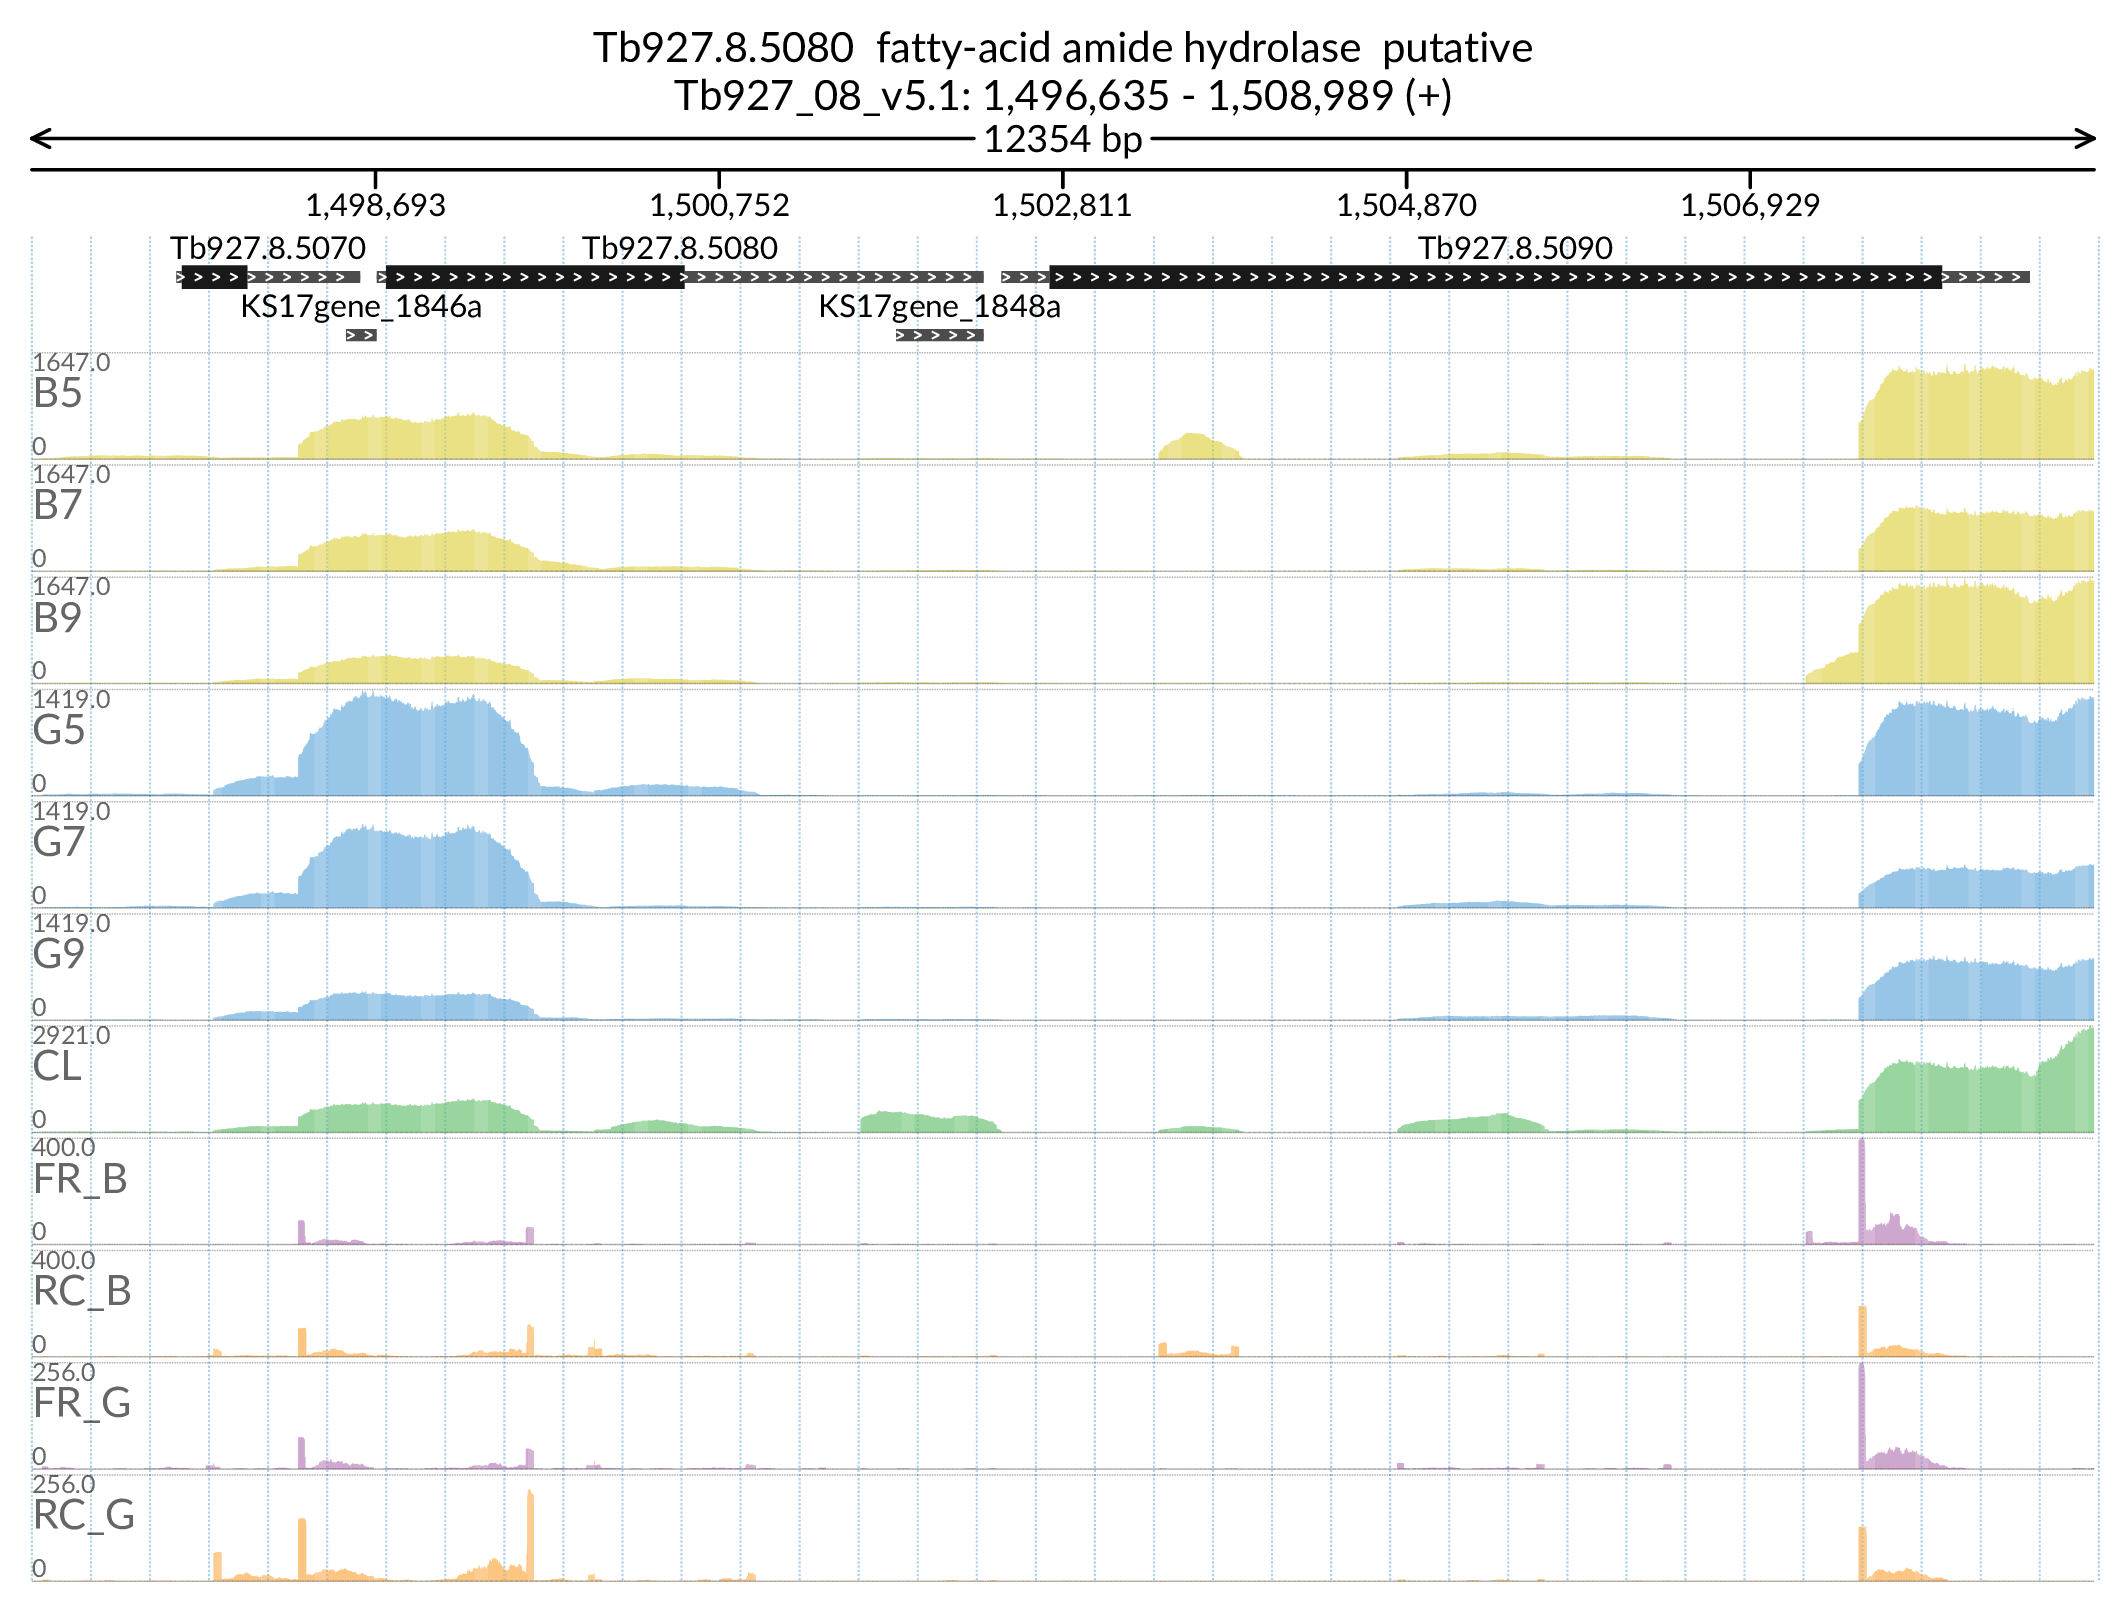 Tb927.8.5080 fatty-acid amide hydrolase putative
Tb927_08_v5.1: 1,496,635 - 1,508,989 (+)
12354 bp
1,498,693 1,500,752 1,502,811 1,504,870 1,506,929
Tb927.8.5070 Tb927.8.5080 Tb927.8.5090
KS17gene_1846a KS17gene_1848a
1647.0
B5
0
1647.0
B7
0
1647.0
B9
0
1419.0
G5
0
1419.0
G7
0
1419.0
G9
0
2921.0
CL
0
400.0
FR_B
0
400.0
RC_B
0
256.0
FR_G
0
256.0
RC_G
0